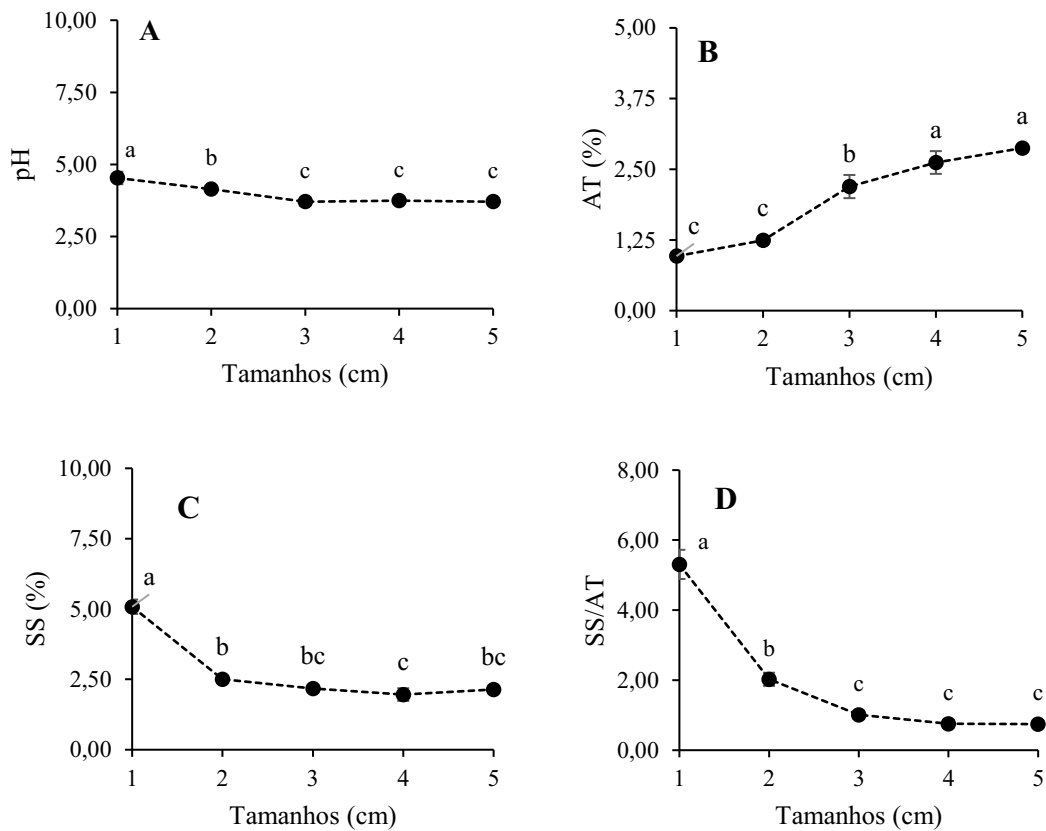 A
pH
10,00
7,50
5,00
2,50
0,00
a
b
c
c
c
1 2 3 4 5
Tamanhos (cm)
B
AT (%)
5,00
3,75
2,50
1,25
0,00
c
c
b
a
a
1 2 3 4 5
Tamanhos (cm)
C
SS (%)
10,00
7,50
5,00
2,50
0,00
a
b
bc
c
bc
1 2 3 4 5
Tamanhos (cm)
D
SS/AT
8,00
6,00
4,00
2,00
0,00
a
b
c
c
c
1 2 3 4 5
Tamanhos (cm)